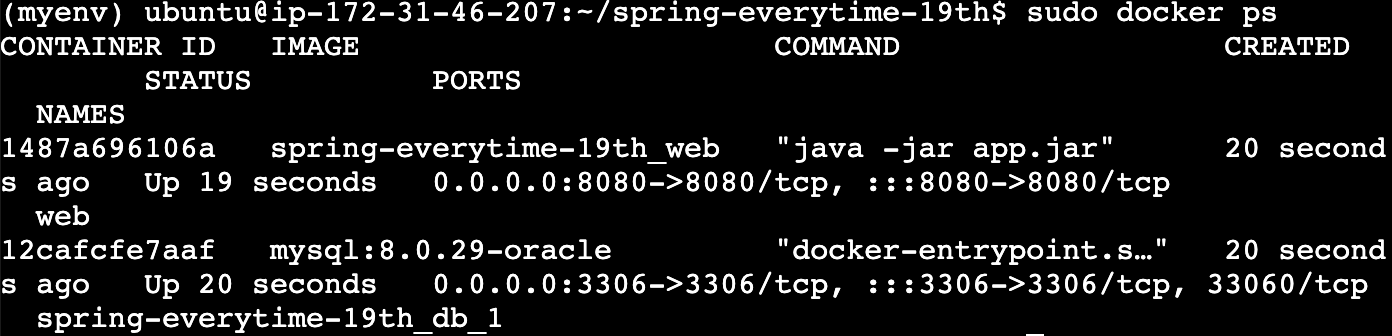 (myenv) ubuntu@ip-172-31-46-207:~/spring-everytime-19th$ sudo docker ps
CONTAINER ID   IMAGE                        COMMAND                   CREATED
         STATUS           PORTS
  NAMES
1487a696106a   spring-everytime-19th_web   "java -jar app.jar"       20 second
s ago   Up 19 seconds   0.0.0.0:8080->8080/tcp, :::8080->8080/tcp
  web
12cafcfe7aaf   mysql:8.0.29-oracle          "docker-entrypoint.s…"   20 second
s ago   Up 20 seconds   0.0.0.0:3306->3306/tcp, :::3306->3306/tcp, 33060/tcp
  spring-everytime-19th_db_1